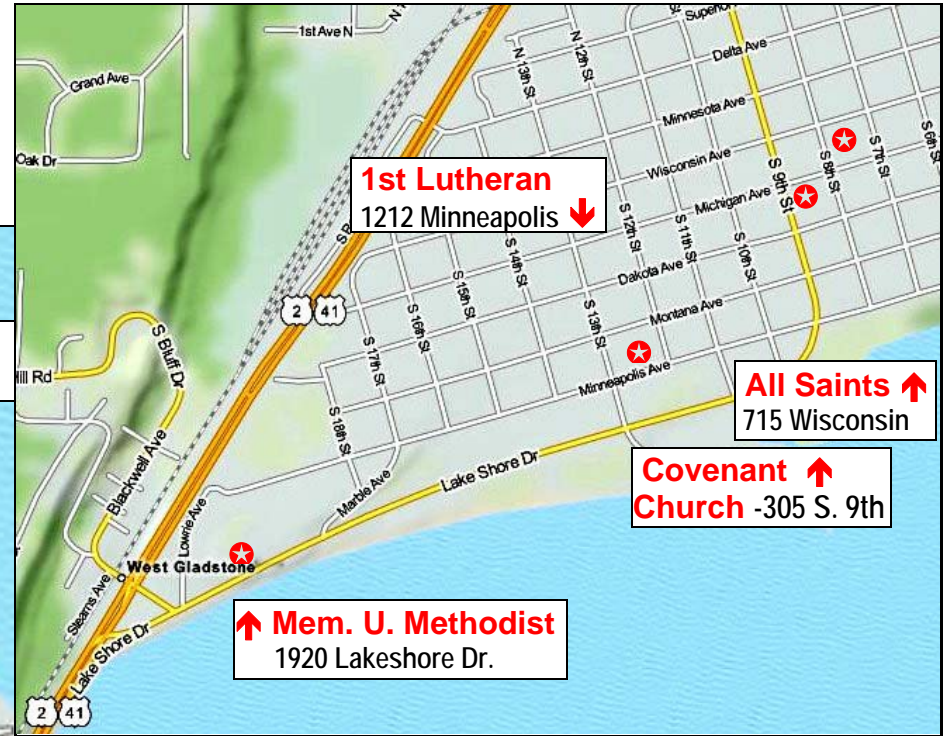 1st Ave N
N 1
Superio
Grand Ave
Delta Ave
N 13th St
N 12th St
Oak Dr
Minnesota Ave
S 6th St
S 7th St
Wisconsin Ave
S 9th St
S 8th St
1st Lutheran
1212 Minneapolis
Michigan Ave
S 12th St
S 11th St
S 10th St
S 14th St
Dakota Ave
S 15th St
2 41
S 16th St
S 13th St
Montana Ave
S Bluff Dr
S 17th St
Hill Rd
Minneapolis Ave
All Saints
715 Wisconsin
S 18th St
Blackwell Ave
Lake Shore Dr
Covenant
Church -305 S. 9th
Marble Ave
Lowrie Ave
West Gladstone
Stearns Ave
Mem. U. Methodist
1920 Lakeshore Dr.
Lake Shore Dr
2 41